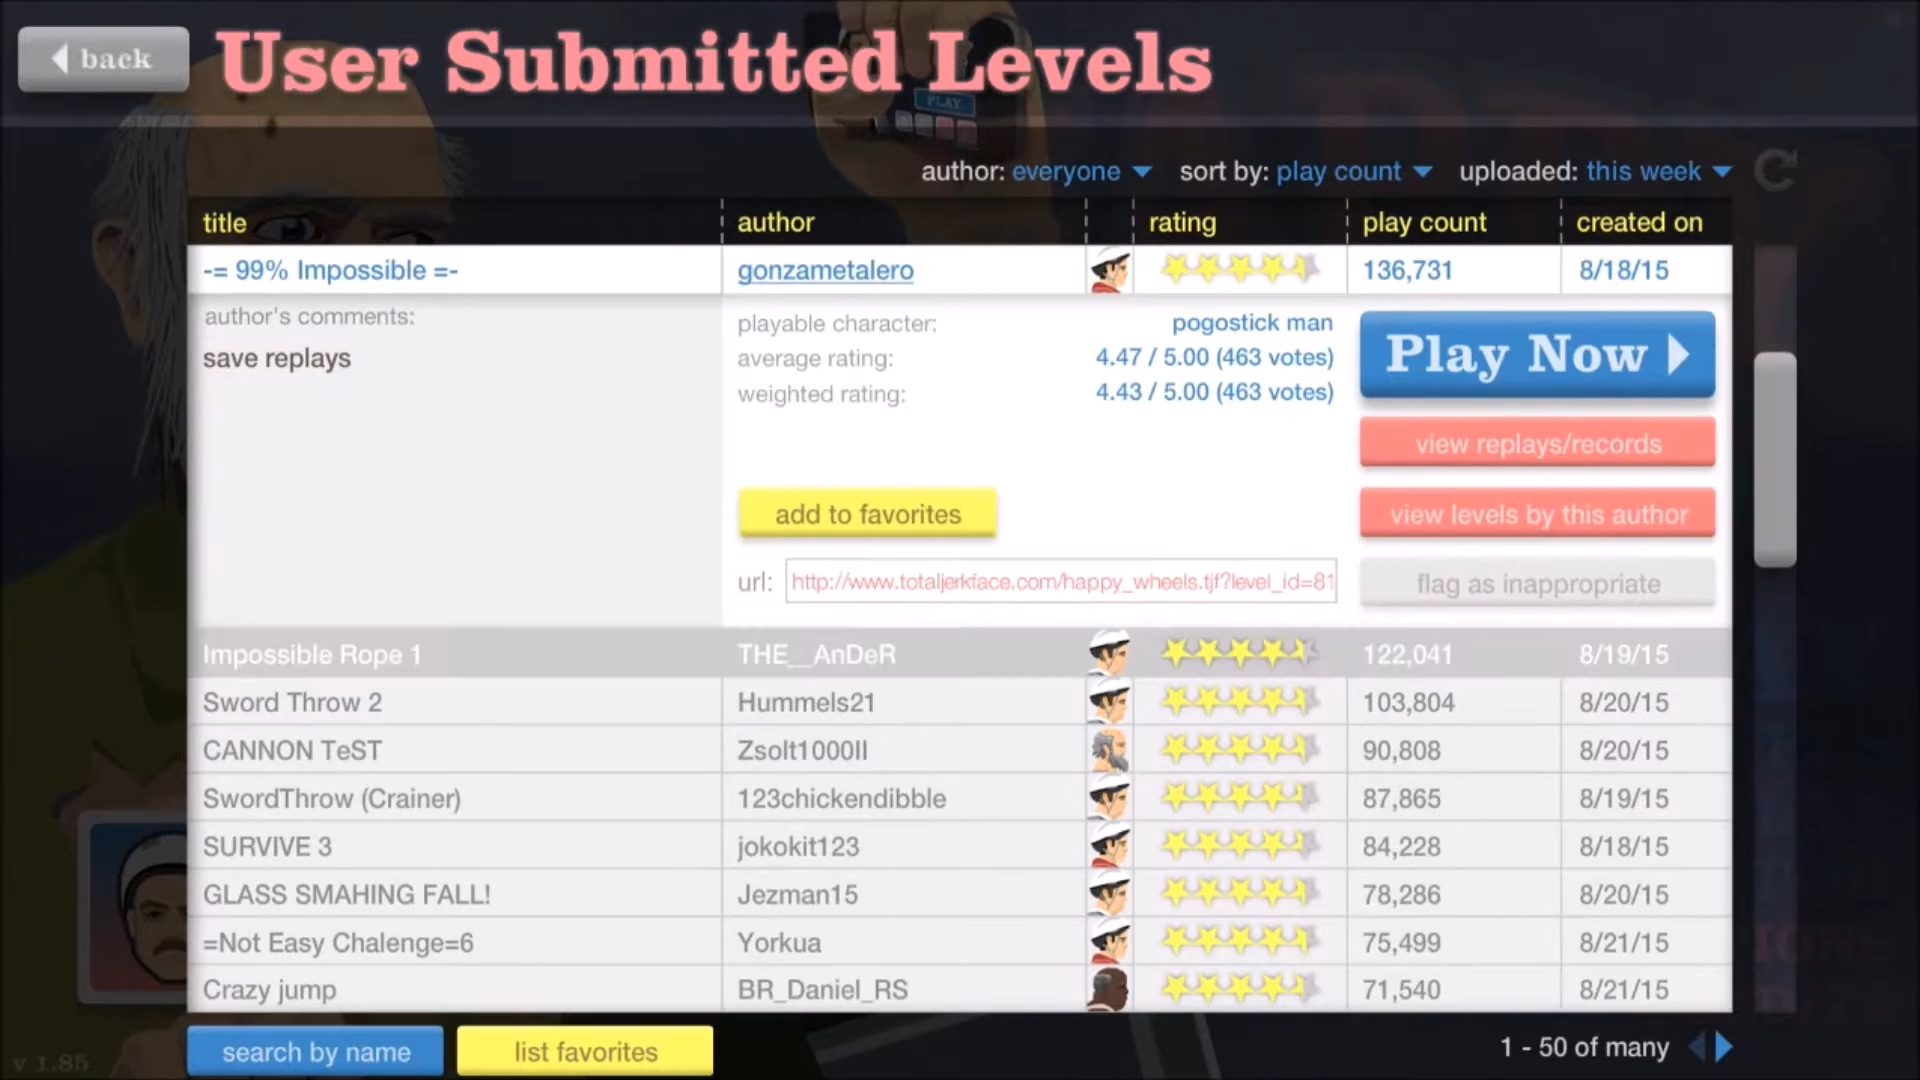 back
User Submitted Levels
PLAY
author: everyone sort by: play count uploaded: this week
title author rating play count created on
-= 99% Impossible =- gonzametalero 136,731 8/18/15
author's comments:
save replays
playable character: pogostick man
average rating: 4.47 / 5.00 (463 votes)
weighted rating: 4.43 / 5.00 (463 votes)
Play Now
view replays/records
add to favorites
view levels by this author
url: http://www.totaljerkface.com/happy_wheels.tjf?level_id=81
flag as inappropriate
Impossible Rope 1 THE__AnDeR 122,041 8/19/15
Sword Throw 2 Hummels21 103,804 8/20/15
CANNON TeST Zsolt1000II 90,808 8/20/15
SwordThrow (Crainer) 123chickendibble 87,865 8/19/15
SURVIVE 3 jokokit123 84,228 8/18/15
GLASS SMAHING FALL! Jezman15 78,286 8/20/15
=Not Easy Chalenge=6 Yorkua 75,499 8/21/15
Crazy jump BR_Daniel_RS 71,540 8/21/15
search by name list favorites 1 - 50 of many
v 1.85